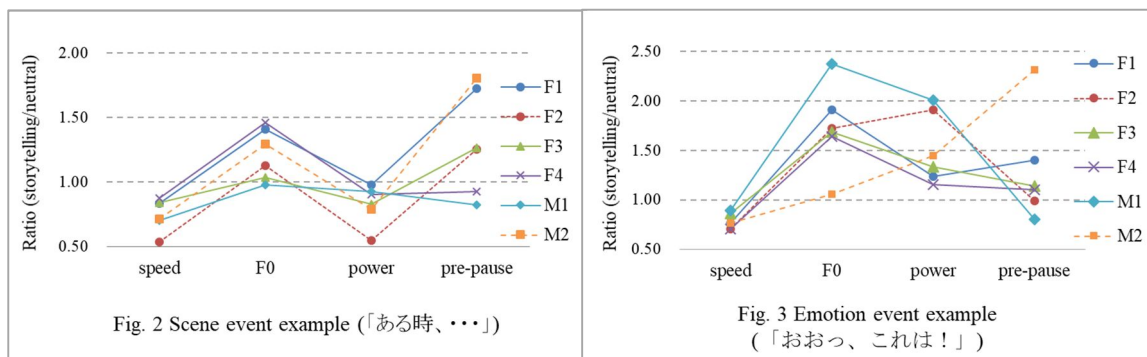 Ratio (storytelling/neutral)
2.00
1.50
1.00
0.50
speed
F0
power
pre-pause
F1
F2
F3
F4
M1
M2
Fig. 2 Scene event example (「ある時、・・・」)
Ratio (storytelling/neutral)
2.50
2.00
1.50
1.00
0.50
speed
F0
power
pre-pause
F1
F2
F3
F4
M1
M2
Fig. 3 Emotion event example
(「おおっ、これは！」)